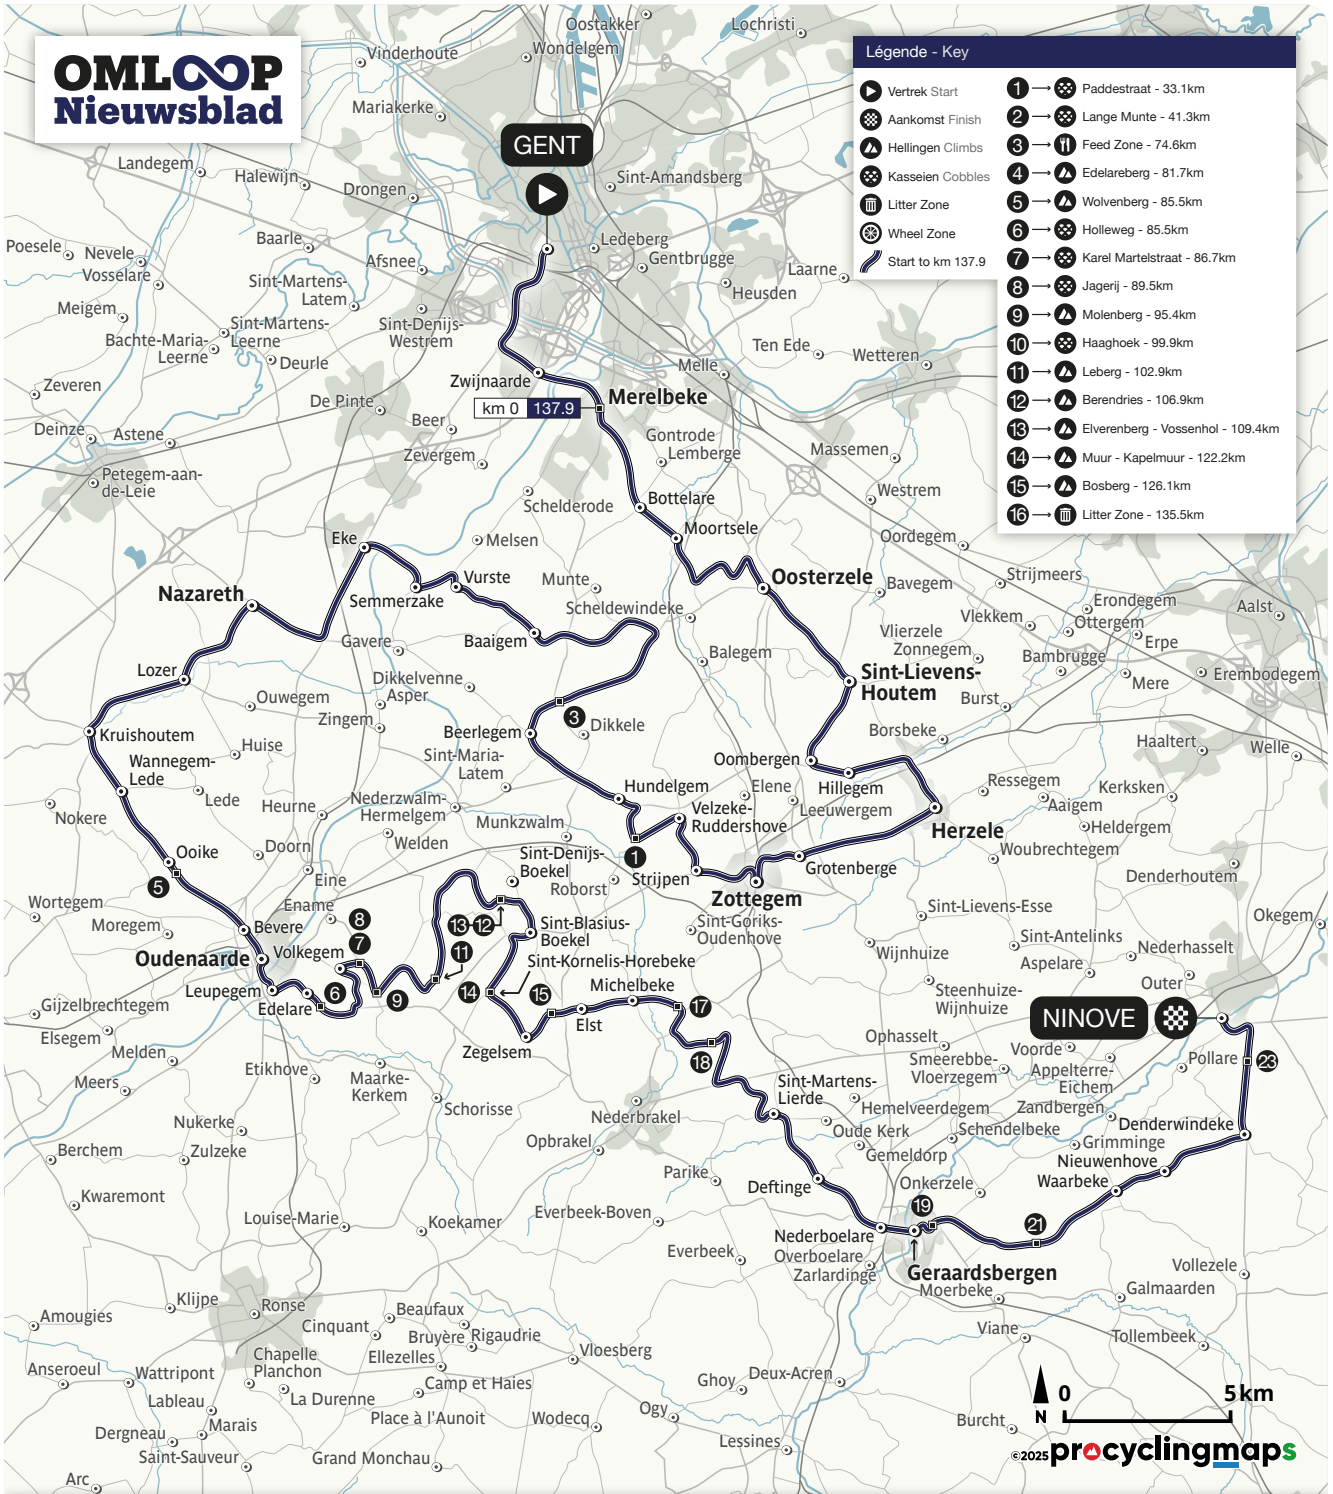 OMLOOP
Nieuwsblad
Légende - Key
Vertrek Start
Aankomst Finish
Hellingen Climbs
Kasseien Cobbles
Litter Zone
Wheel Zone
Start to km 137.9
1 Paddestraat - 33.1km
2 Lange Munte - 41.3km
3 Feed Zone - 74.6km
4 Edelareberg - 81.7km
5 Wolvenberg - 85.5km
6 Holleweg - 85.5km
7 Karel Martelstraat - 86.7km
8 Jagerij - 89.5km
9 Molenberg - 95.4km
10 Haaghoek - 99.9km
11 Leberg - 102.9km
12 Berendries - 106.9km
13 Elverenberg - Vossenhol - 109.4km
14 Muur - Kapelmuur - 122.2km
15 Bosberg - 126.1km
16 Litter Zone - 135.5km
Oostakker
Lochristi
Vinderhoute
Wondelgem
Mariakerke
GENT
Landegem
Halewijn
Drongen
Sint-Amandsberg
Poesele
Nevele
Baarle
Vosselare
Afsnee
Ledeberg
Gentbrugge
Laarne
Heusden
Sint-Martens-
Latem
Meigem
Sint-Denijs-
Westrem
Sint-Martens-
Leerne
Bachte-Maria-
Leerne
Deurle
Ten Ede
Wetteren
Melle
Zwijnaarde
Zeveren
De Pinte
km 0 137.9
Merelbeke
Deinze
Astene
Beer
Gontrode
Lemberge
Massemen
Zevergem
Petegem-aan-
de-Leie
Schelderode
Bottelare
Westrem
Moortsele
Oordegem
Eke
Melsen
Nazareth
Semmerzake
Vurste
Munte
Oosterzele
Bavegem
Strijmeers
Scheldewindeke
Erondegem
Ottergem
Aalst
Vlekkem
Erpe
Gavere
Baaigem
Vlierzele
Zonnegem
Balegem
Bambrugge
Mere
Erembodegem
Lozer
Sint-Lievens-
Houtem
Dikkelvenne
Asper
Ouwegem
Burst
Zingem
3
Dikkele
Kruishoutem
Beerlegem
Borsbeke
Haaltert
Welle
Huise
Wannegem-
Lede
Sint-Maria-
Latem
Oombergen
Hillegem
Lede
Hundelgem
Elene
Leeuwergem
Ressegem
Kerksken
Aaigem
Nokere
Heurne
Nederzwalm-
Hermelgem
Velzeke-
Ruddershove
Herzele
Heldergem
Munkzwalm
Welden
Doorn
Woubrechtegem
Ooike
1
Sint-Denijs-
Boekel
Roborst
Strijpen
Grotenberge
Eine
Zottegem
Denderhoutem
5
Wortegem
Ename
8
13
12
Sint-Lievens-Esse
Okegem
Moregem
Bevere
Sint-Goriks-
Oudenhove
7
Sint-Blasius-
Boekel
Sint-Antelinks
Nederhasselt
Oudenaarde
Volkegem
11
Wijnhuize
Aspelare
Sint-Kornelis-Horebeke
Outer
Leupegem
6
9
14
15
Michelbeke
Steenhuize-
Wijnhuize
Gijzelbrechtegem
Edelare
17
NINOVE
Elst
Elsegem
Ophasselt
Voorde
Melden
Zegelsem
18
Smeerebbe-
Vloerzegem
Appelterre-
Eichem
Pollare
23
Etikhove
Maarke-
Kerkem
Meers
Sint-Martens-
Lierde
Schorisse
Nederbrakel
Hemelveerdegem
Zandbergen
Nukerke
Denderwindeke
Oude Kerk
Schendelbeke
Opbrakel
Grimminge
Berchem
Zulzeke
Gemeldorp
Nieuwenhove
Parike
Waarbeke
Deftinge
Onkerzele
Kwaremont
19
Louise-Marie
Koekamer
Everbeek-Boven
21
Nederboelare
Everbeek
Overboelare
Zarlardinge
Geraardsbergen
Vollezele
Moerbeke
Galmaarden
Klijpe
Ronse
Amougies
Beaufaux
Cinquant
Bruyère
Rigaudrie
Viane
Tollembeek
Ellezelles
Vloesberg
Chapelle
Planchon
Anseroeul
Wattripont
Camp et Haies
Deux-Acren
Ghoy
La Durenne
Lableau
0 5 km
N
Place à l'Aunoit
Ogy
Marais
Wodecq
Burcht
Dergneau
Lessines
Saint-Sauveur
Grand Monchau
©2025 procyclingmaps
Arc